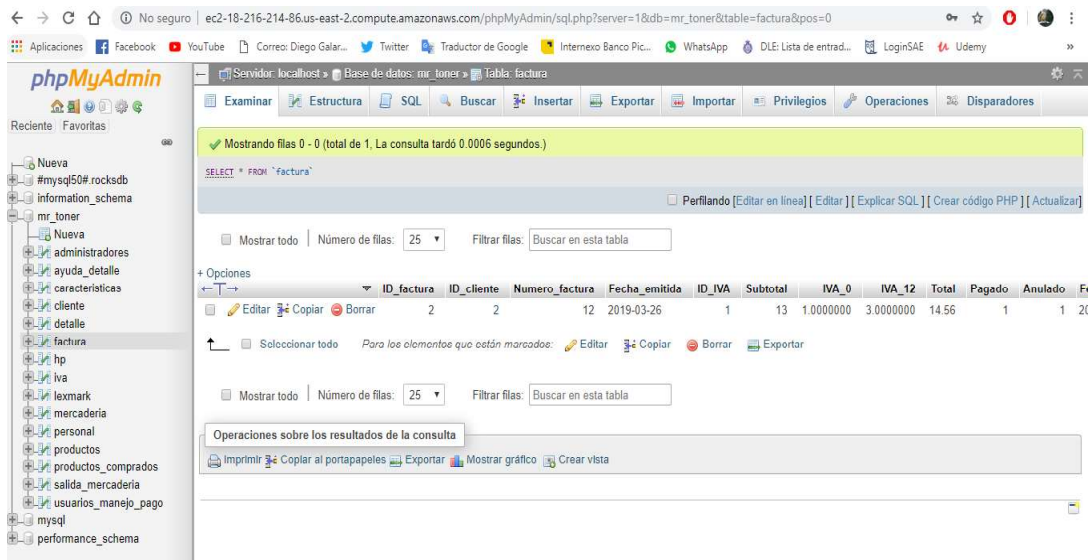 No seguro | ec2-18-216-214-86.us-east-2.compute.amazonaws.com/phpMyAdmin/sql.php?server=1&db=mr_toner&table=factura&pos=0
Aplicaciones Facebook YouTube Correo: Diego Galar... Twitter Traductor de Google Internexo Banco Pic... WhatsApp DLE: Lista de entrad... LoginSAE Udemy »
phpMyAdmin
Reciente Favoritas
Nueva
#mysql50#.rocksdb
information_schema
mr_toner
Nueva
administradores
ayuda_detalle
caracteristicas
cliente
detalle
factura
hp
iva
lexmark
mercaderia
personal
productos
productos_comprados
salida_mercaderia
usuarios_manejo_pago
mysql
performance_schema
Servidor: localhost » Base de datos: mr_toner » Tabla: factura
Examinar Estructura SQL Buscar Insertar Exportar Importar Privilegios Operaciones Disparadores
Mostrando filas 0 - 0 (total de 1, La consulta tardó 0.0006 segundos.)
SELECT * FROM `factura`
Perfilando [Editar en línea] [ Editar ] [ Explicar SQL ] [ Crear código PHP ] [ Actualizar]
Mostrar todo | Número de filas: 25 Filtrar filas: Buscar en esta tabla
+ Opciones
←T→ ID_factura ID_cliente Numero_factura Fecha_emitida ID_IVA Subtotal IVA_0 IVA_12 Total Pagado Anulado Fe
Editar Copiar Borrar 2 2 12 2019-03-26 1 13 1.0000000 3.0000000 14.56 1 1 20
Seleccionar todo Para los elementos que están marcados: Editar Copiar Borrar Exportar
Mostrar todo | Número de filas: 25 Filtrar filas: Buscar en esta tabla
Operaciones sobre los resultados de la consulta
Imprimir Copiar al portapapeles Exportar Mostrar gráfico Crear vista